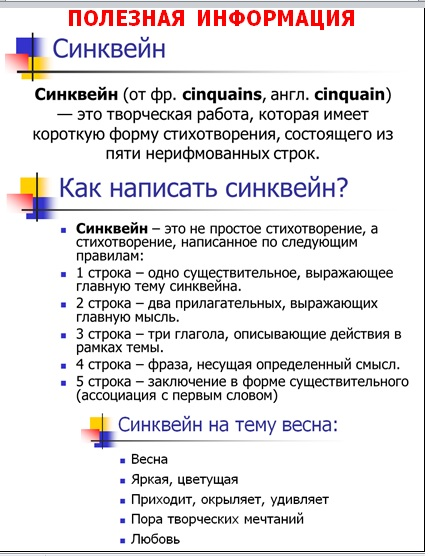 ПОЛЕЗНАЯ ИНФОРМАЦИЯ
Синквейн
Синквейн (от фр. cinquains, англ. cinquain)
— это творческая работа, которая имеет
короткую форму стихотворения, состоящего из
пяти нерифмованных строк.
Как написать синквейн?
Синквейн – это не простое стихотворение, а
стихотворение, написанное по следующим
правилам:
1 строка – одно существительное, выражающее
главную тему cинквейна.
2 строка – два прилагательных, выражающих
главную мысль.
3 строка – три глагола, описывающие действия в
рамках темы.
4 строка – фраза, несущая определенный смысл.
5 строка – заключение в форме существительного
(ассоциация с первым словом)
Синквейн на тему весна:
Весна
Яркая, цветущая
Приходит, окрыляет, удивляет
Пора творческих мечтаний
Любовь